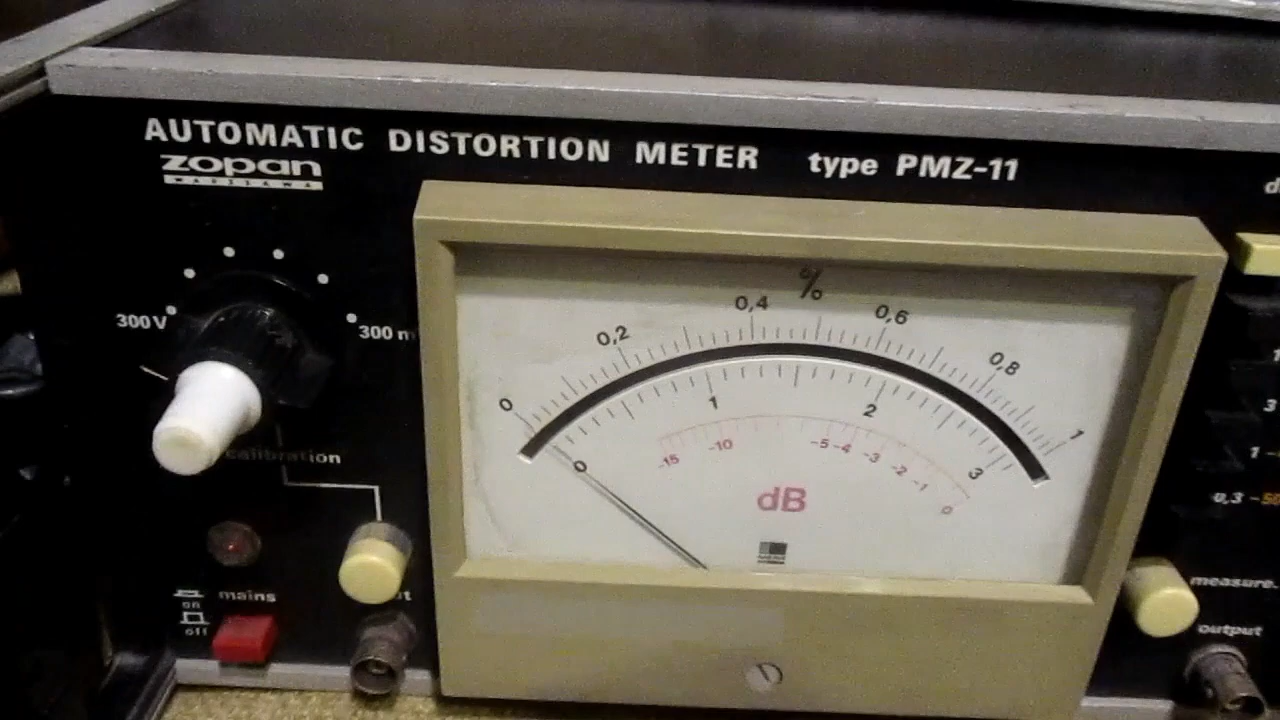 AUTOMATIC DISTORTION METER type PMZ-11
zopan
WARSZAWA
%
0 0,2 0,4 0,6 0,8 1
0 1 2 3
-15 -10 -5 -4 -3 -2 -1 0
dB
300V
300 m
calibration
mains
on
off
d
3
1
0,3
measure.
output